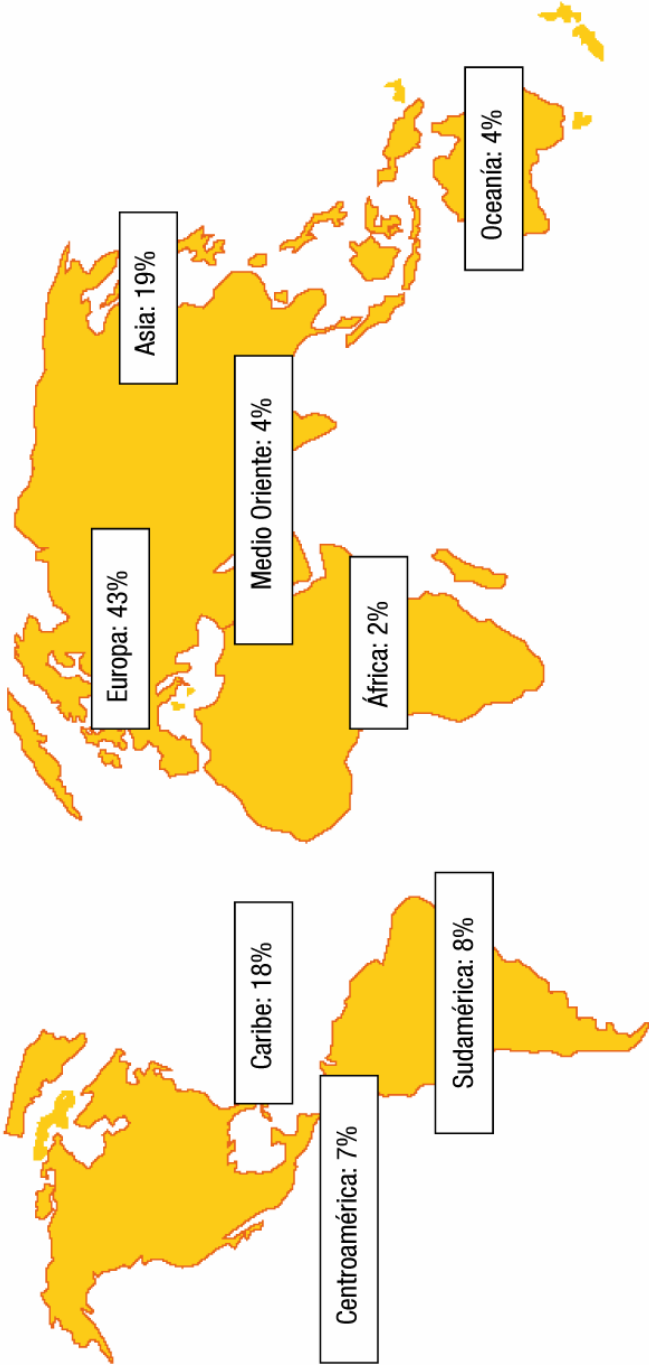 Europa: 43%
Asia: 19%
Caribe: 18%
Medio Oriente: 4%
Centroamérica: 7%
África: 2%
Sudamérica: 8%
Oceanía: 4%